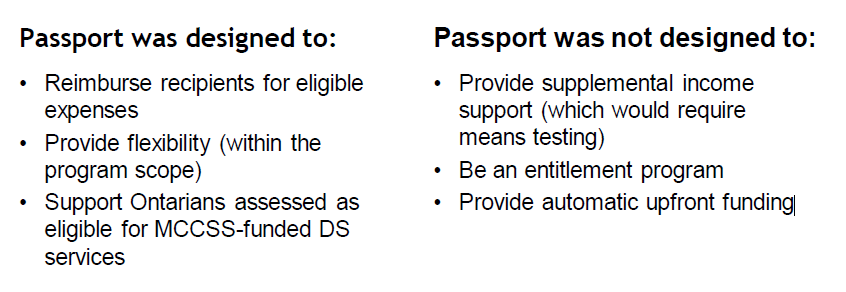 Passport was designed to:
• Reimburse recipients for eligible
expenses
• Provide flexibility (within the
program scope)
• Support Ontarians assessed as
eligible for MCCSS-funded DS
services
Passport was not designed to:
• Provide supplemental income
support (which would require
means testing)
• Be an entitlement program
• Provide automatic upfront funding